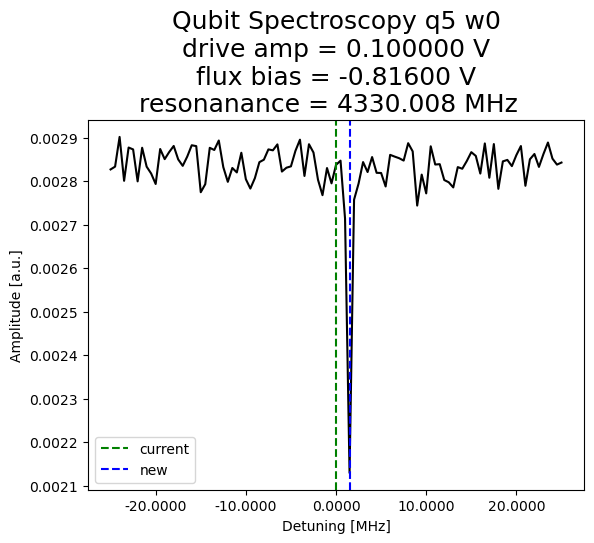 Qubit Spectroscopy q5 w0
drive amp = 0.100000 V
flux bias = -0.81600 V
resonanance = 4330.008 MHz
Amplitude [a.u.]
0.0029
0.0028
0.0027
0.0026
0.0025
0.0024
0.0023
0.0022
0.0021
current
new
-20.0000 -10.0000 0.0000 10.0000 20.0000
Detuning [MHz]